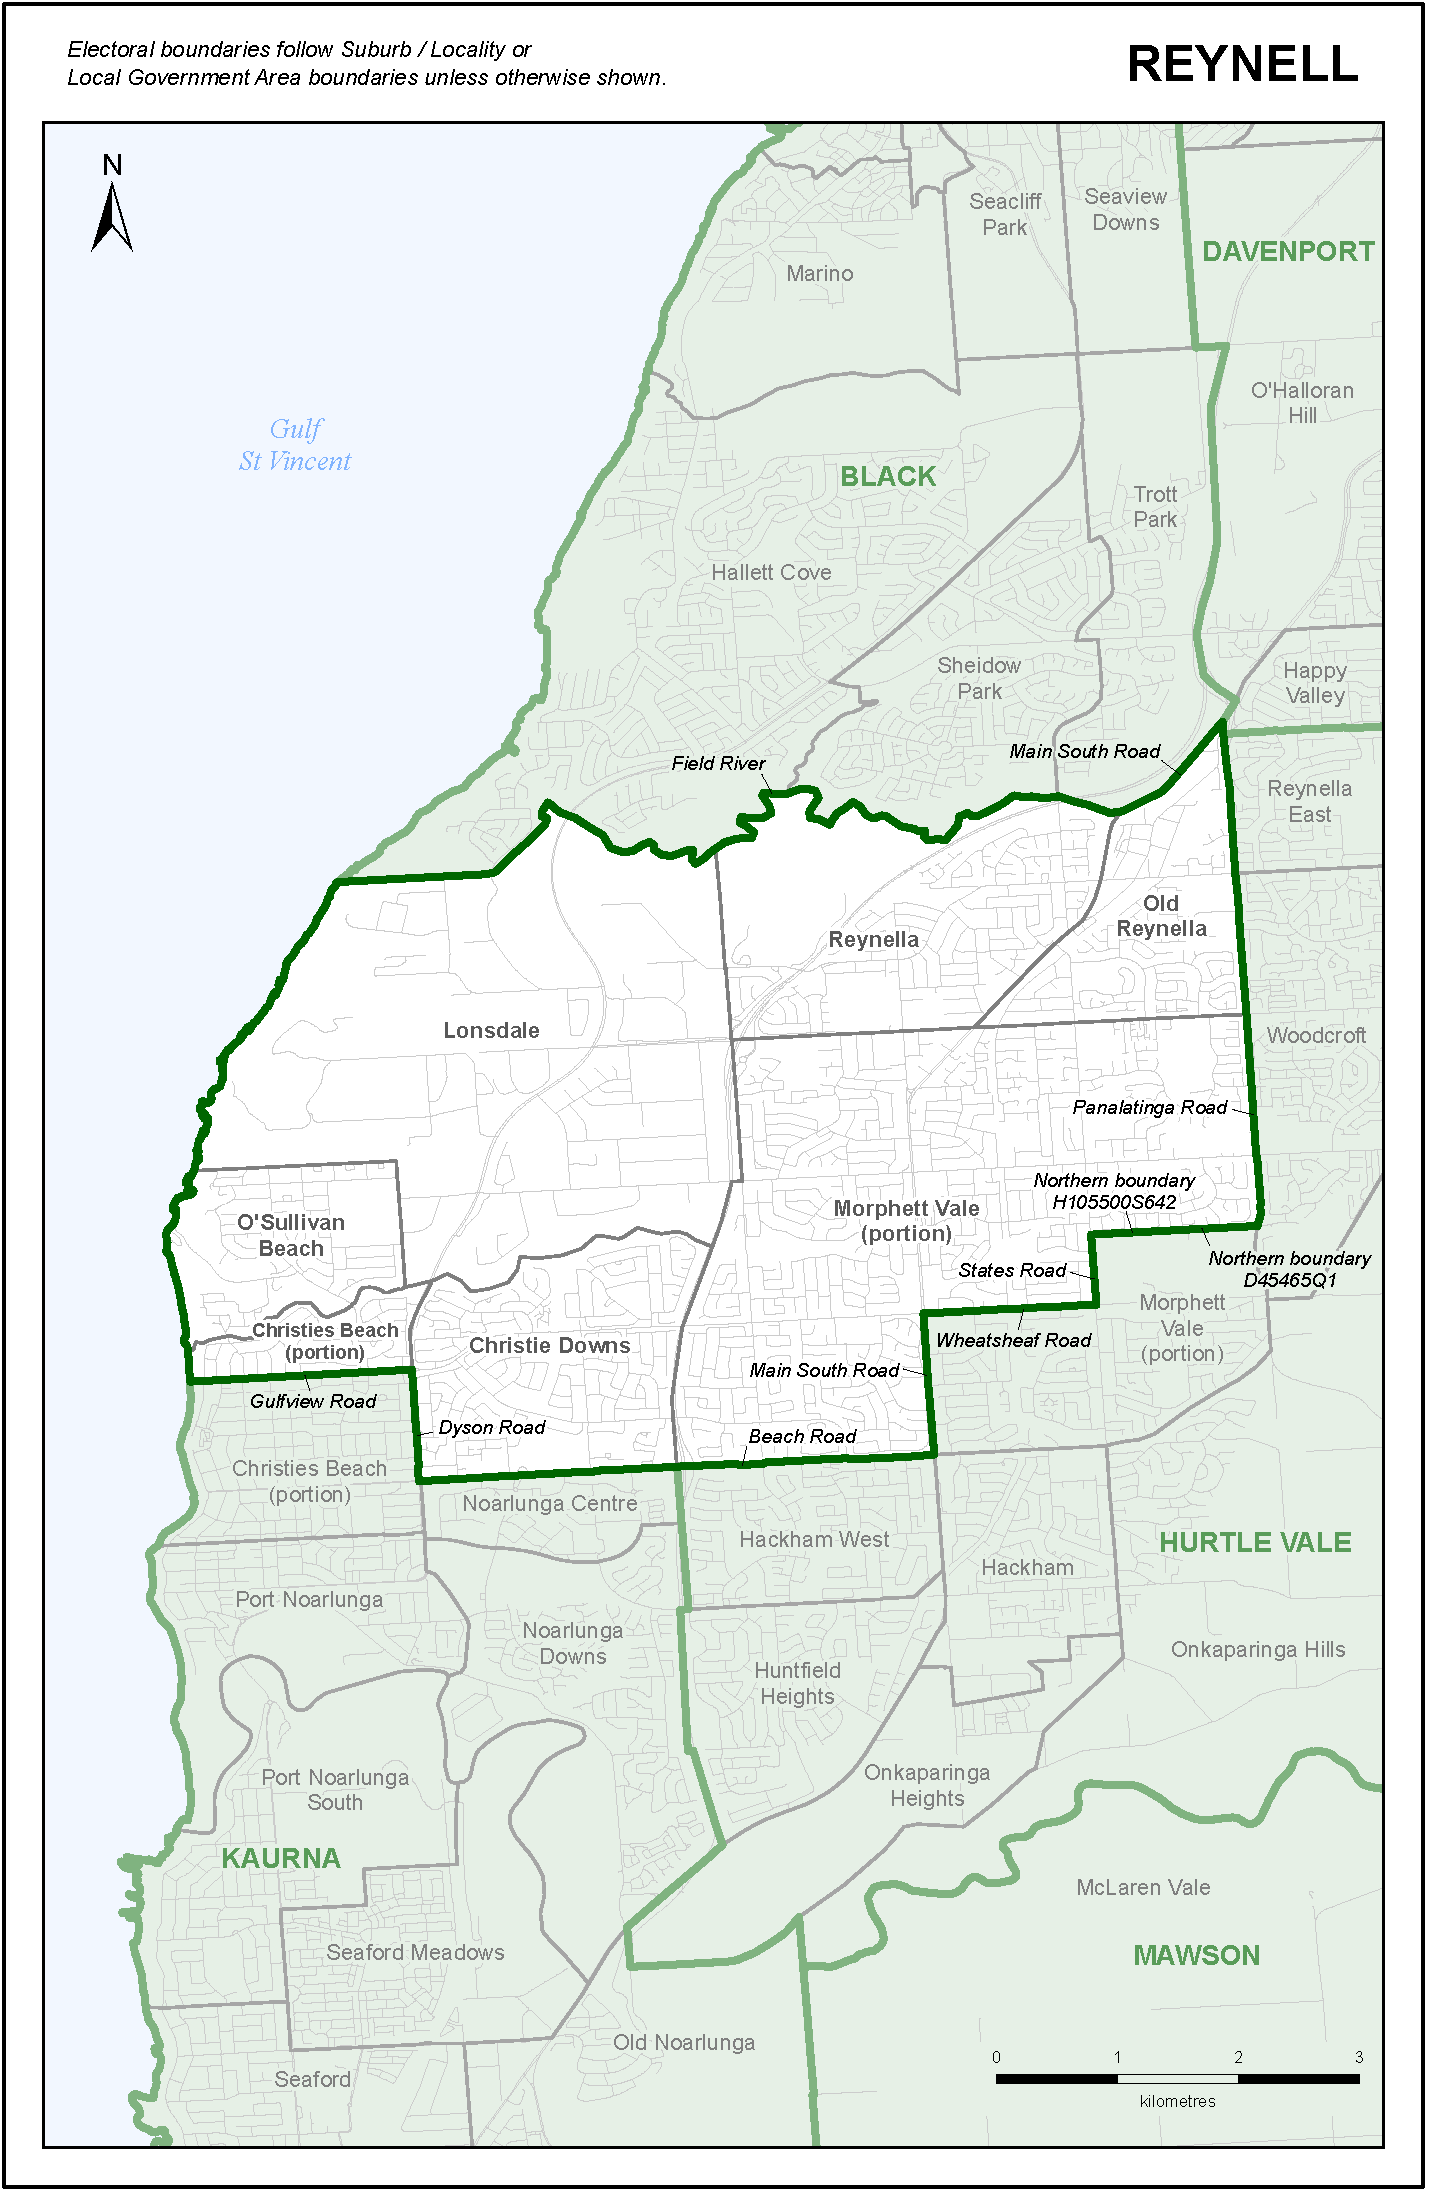 Electoral boundaries follow Suburb / Locality or
Local Government Area boundaries unless otherwise shown.
REYNELL
N
Seacliff
Park
Seaview
Downs
DAVENPORT
Marino
O'Halloran
Hill
Gulf
St Vincent
BLACK
Trott
Park
Hallett Cove
Sheidow
Park
Happy
Valley
Main South Road
Field River
Reynella
East
Old
Reynella
Reynella
Lonsdale
Woodcroft
Panalatinga Road
Northern boundary
H105500S642
Morphett Vale
(portion)
O'Sullivan
Beach
Northern boundary
D45465Q1
States Road
Morphett
Vale
(portion)
Christies Beach
(portion)
Christie Downs
Wheatsheaf Road
Main South Road
Gulfview Road
Dyson Road
Beach Road
Christies Beach
(portion)
Noarlunga Centre
Hackham West
HURTLE VALE
Hackham
Port Noarlunga
Noarlunga
Downs
Onkaparinga Hills
Huntfield
Heights
Port Noarlunga
South
Onkaparinga
Heights
KAURNA
McLaren Vale
Seaford Meadows
MAWSON
Old Noarlunga
Seaford
0 1 2 3
kilometres